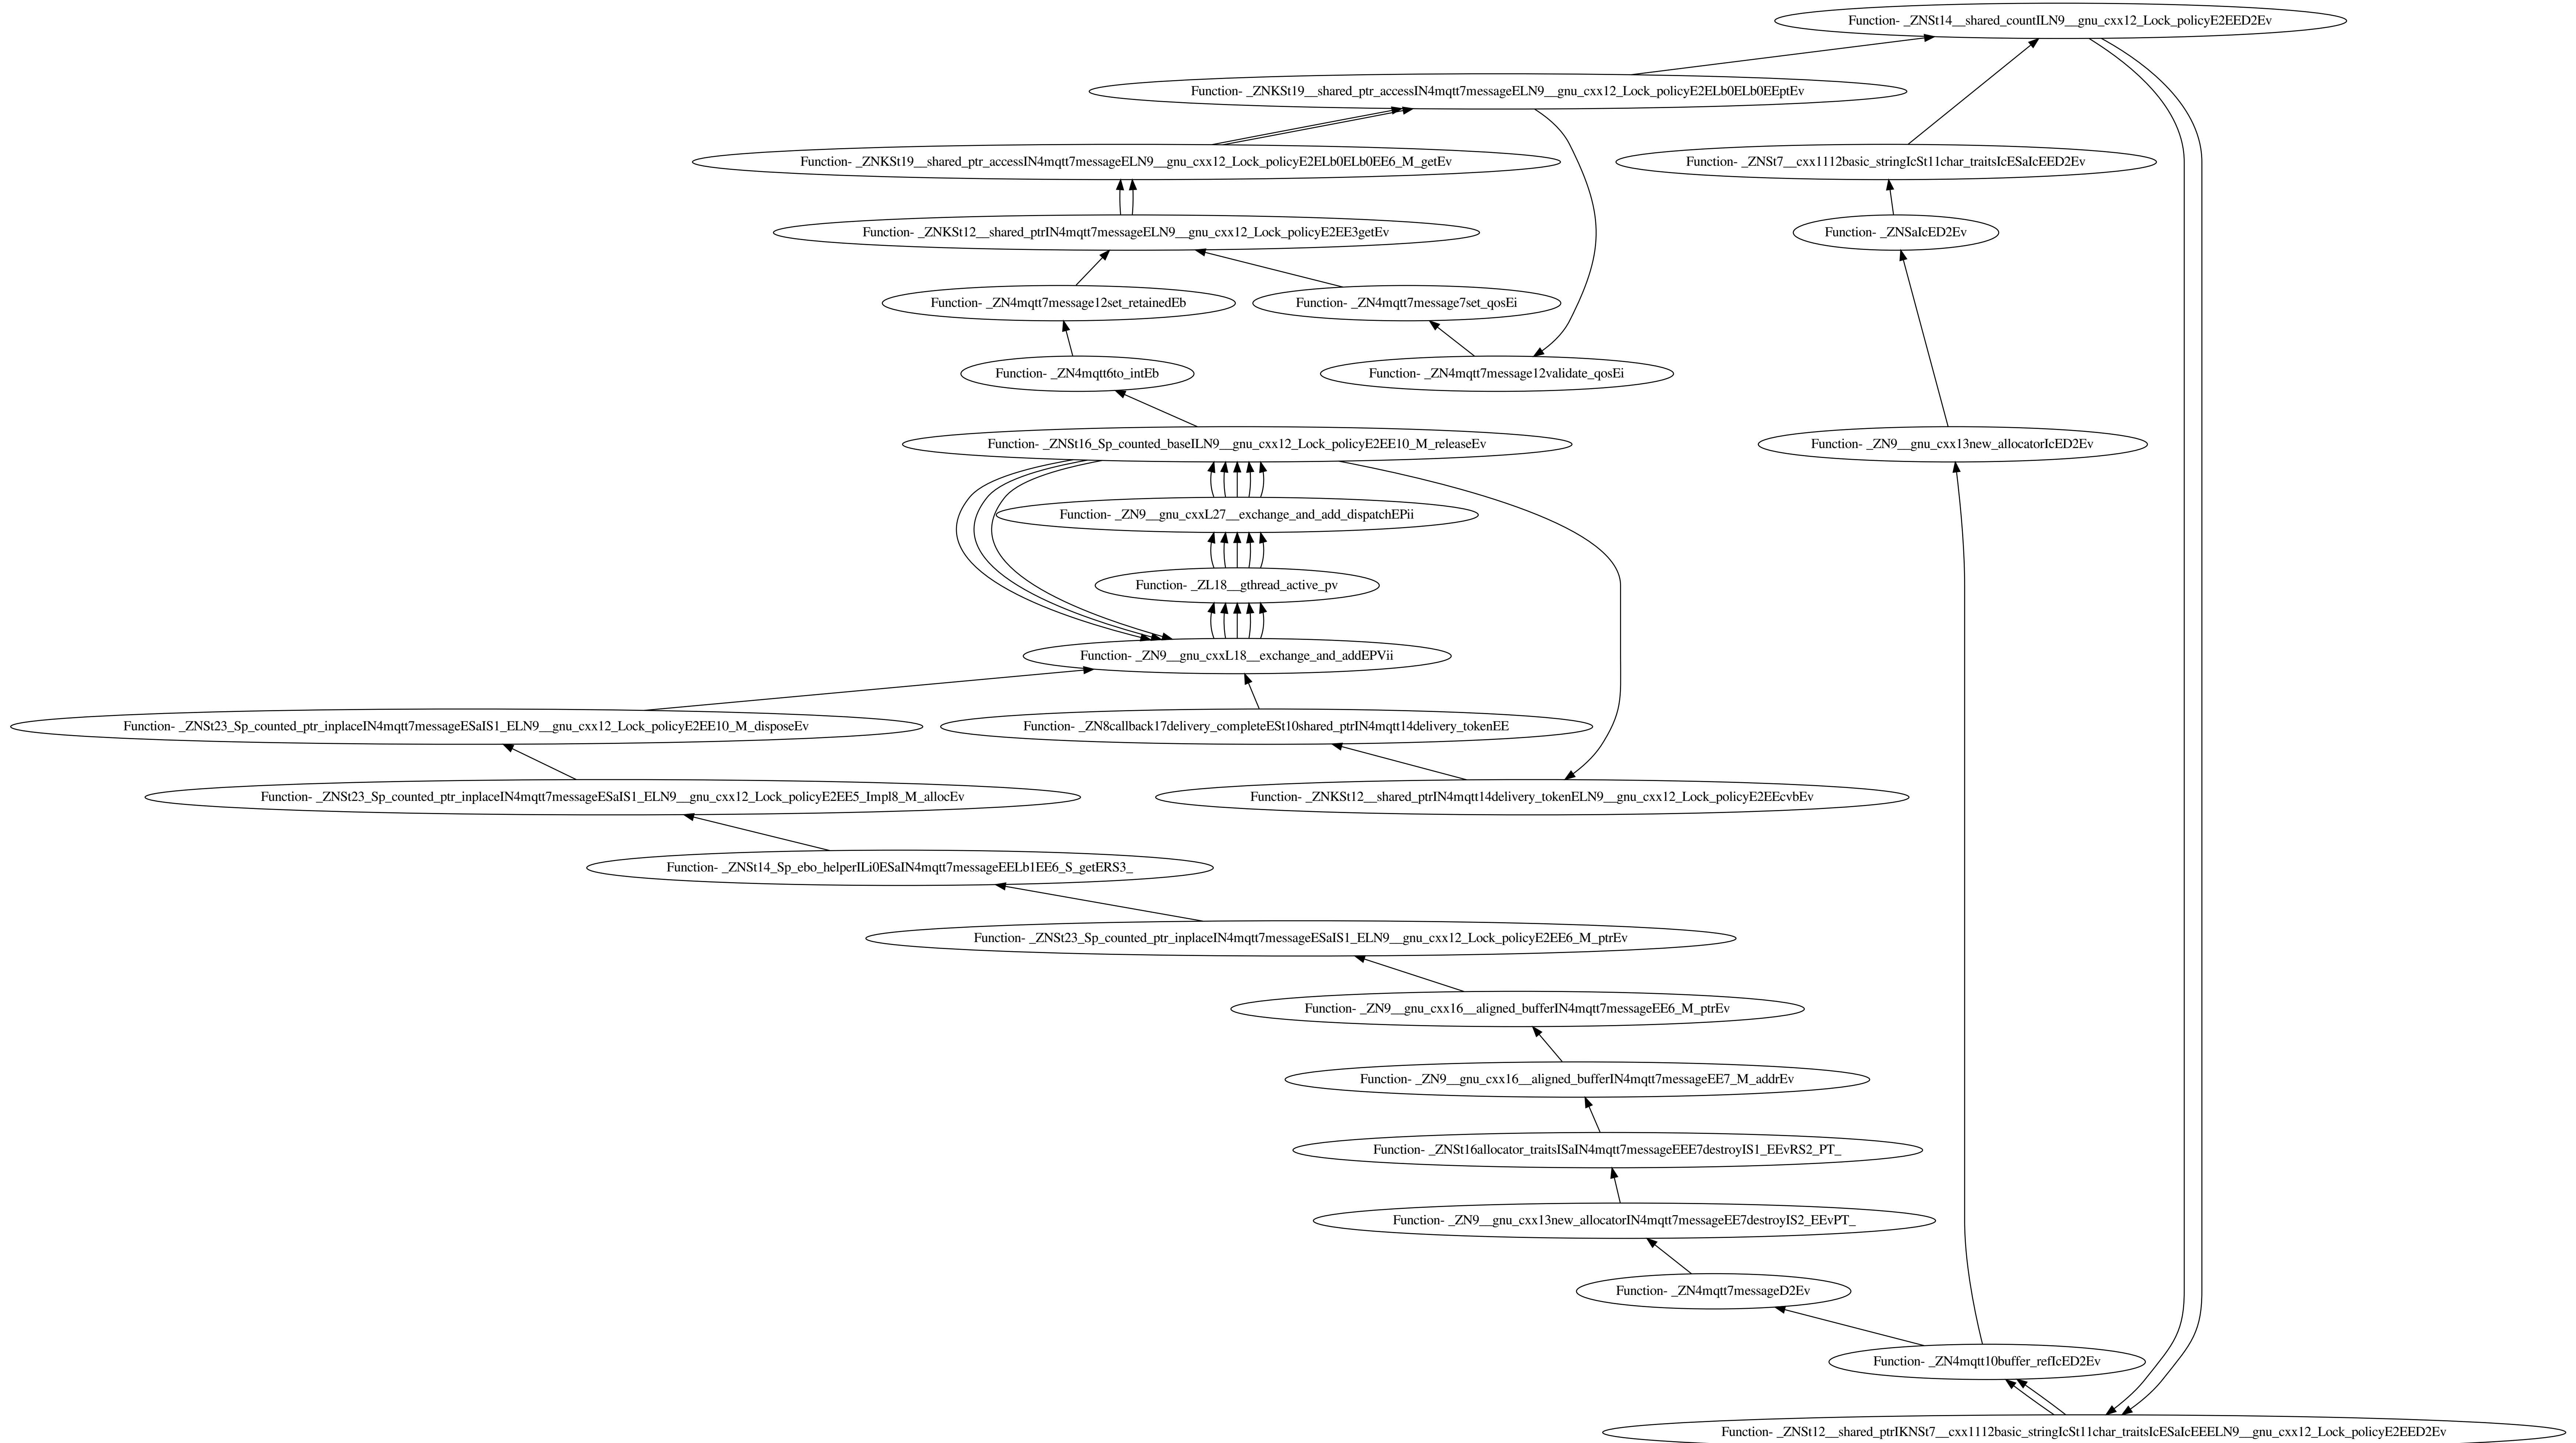 Function- _ZNSt14__shared_countILN9__gnu_cxx12_Lock_policyE2EED2Ev
Function- _ZNKSt19__shared_ptr_accessIN4mqtt7messageELN9__gnu_cxx12_Lock_policyE2ELb0ELb0EEptEv
Function- _ZNKSt19__shared_ptr_accessIN4mqtt7messageELN9__gnu_cxx12_Lock_policyE2ELb0ELb0EE6_M_getEv
Function- _ZNSt7__cxx1112basic_stringIcSt11char_traitsIcESaIcEED2Ev
Function- _ZNKSt12__shared_ptrIN4mqtt7messageELN9__gnu_cxx12_Lock_policyE2EE3getEv
Function- _ZNSaIcED2Ev
Function- _ZN4mqtt7message12set_retainedEb
Function- _ZN4mqtt7message7set_qosEi
Function- _ZN4mqtt6to_intEb
Function- _ZN4mqtt7message12validate_qosEi
Function- _ZNSt16_Sp_counted_baseILN9__gnu_cxx12_Lock_policyE2EE10_M_releaseEv
Function- _ZN9__gnu_cxx13new_allocatorIcED2Ev
Function- _ZN9__gnu_cxxL27__exchange_and_add_dispatchEPii
Function- _ZL18__gthread_active_pv
Function- _ZN9__gnu_cxxL18__exchange_and_addEPVii
Function- _ZNSt23_Sp_counted_ptr_inplaceIN4mqtt7messageESaIS1_ELN9__gnu_cxx12_Lock_policyE2EE10_M_disposeEv
Function- _ZN8callback17delivery_completeESt10shared_ptrIN4mqtt14delivery_tokenEE
Function- _ZNSt23_Sp_counted_ptr_inplaceIN4mqtt7messageESaIS1_ELN9__gnu_cxx12_Lock_policyE2EE5_Impl8_M_allocEv
Function- _ZNKSt12__shared_ptrIN4mqtt14delivery_tokenELN9__gnu_cxx12_Lock_policyE2EEcvbEv
Function- _ZNSt14_Sp_ebo_helperILi0ESaIN4mqtt7messageEELb1EE6_S_getERS3_
Function- _ZNSt23_Sp_counted_ptr_inplaceIN4mqtt7messageESaIS1_ELN9__gnu_cxx12_Lock_policyE2EE6_M_ptrEv
Function- _ZN9__gnu_cxx16__aligned_bufferIN4mqtt7messageEE6_M_ptrEv
Function- _ZN9__gnu_cxx16__aligned_bufferIN4mqtt7messageEE7_M_addrEv
Function- _ZNSt16allocator_traitsISaIN4mqtt7messageEEE7destroyIS1_EEvRS2_PT_
Function- _ZN9__gnu_cxx13new_allocatorIN4mqtt7messageEE7destroyIS2_EEvPT_
Function- _ZN4mqtt7messageD2Ev
Function- _ZN4mqtt10buffer_refIcED2Ev
Function- _ZNSt12__shared_ptrIKNSt7__cxx1112basic_stringIcSt11char_traitsIcESaIcEEELN9__gnu_cxx12_Lock_policyE2EED2Ev